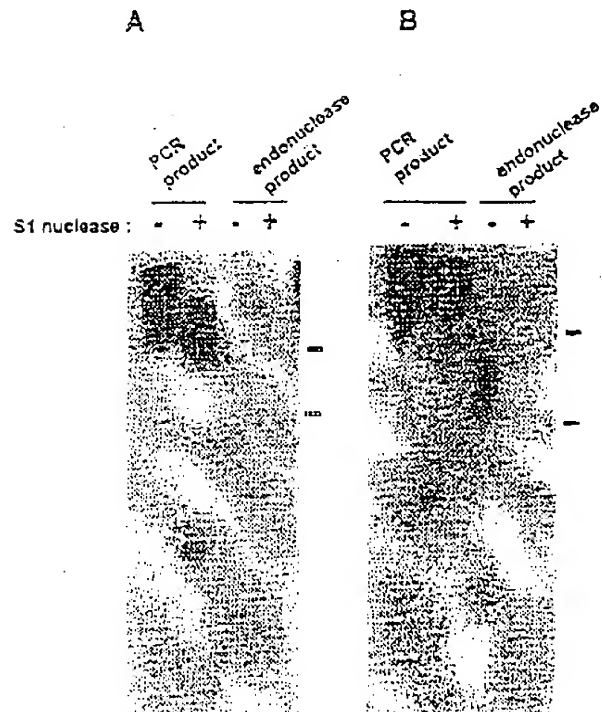 A B
PCR product endonuclease product PCR product endonuclease product
S1 nuclease : - + - + - + - +